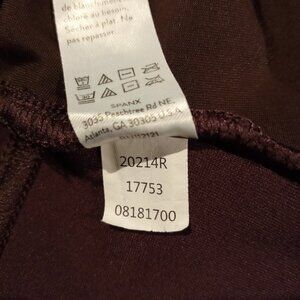 de blanchiment
chloré au besoin.
Sécher à plat. Ne
pas repasser.
SPANX
3035 Peachtree Rd NE,
Atlanta, GA 30305 U.S.A
20214R
17753
08181700